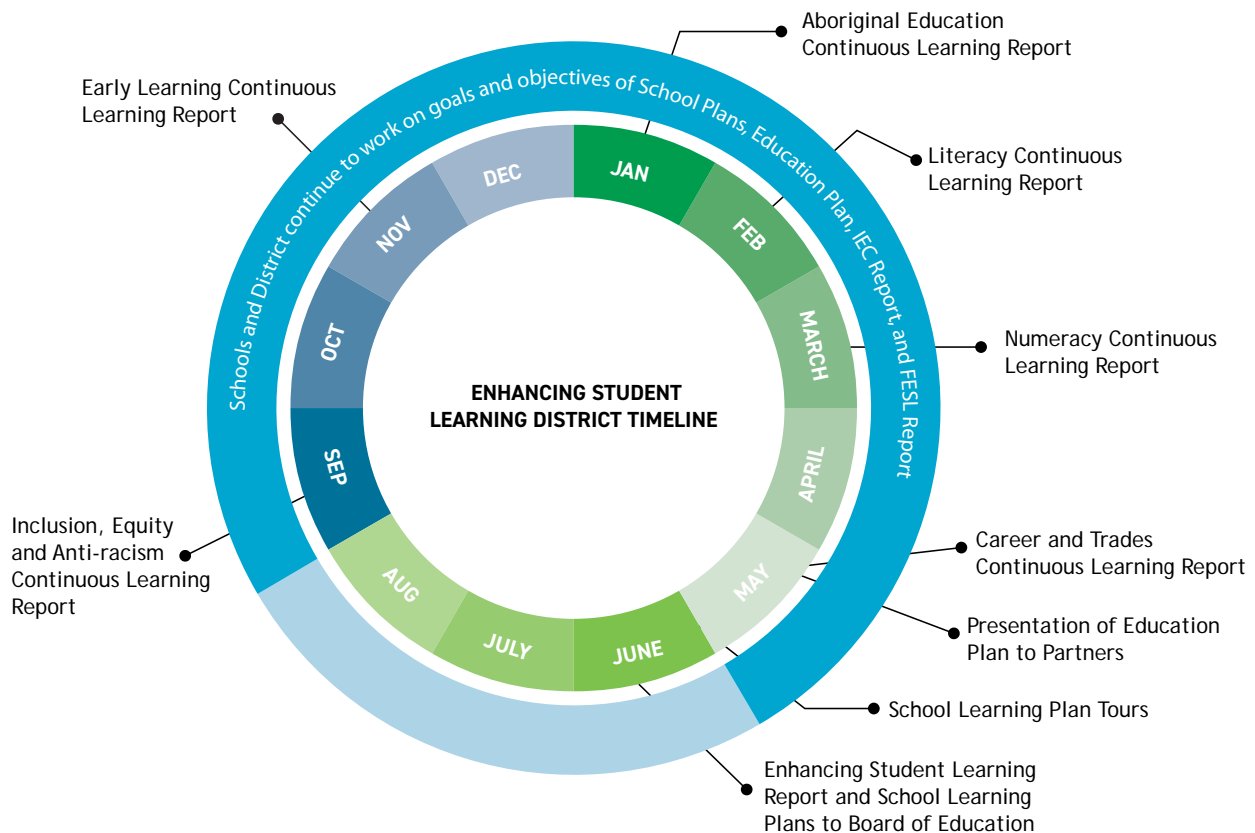 Aboriginal Education
Continuous Learning Report
Early Learning Continuous
Learning Report
Schools and District continue to work on goals and objectives of School Plans, Education Plan, IEC Report, and FESL Report
Literacy Continuous
Learning Report
DEC
JAN
FEB
NOV
MARCH
OCT
Numeracy Continuous
Learning Report
ENHANCING STUDENT
LEARNING DISTRICT TIMELINE
APRIL
SEP
Inclusion, Equity
and Anti-racism
Continuous Learning
Report
Career and Trades
Continuous Learning Report
MAY
AUG
JULY
JUNE
Presentation of Education
Plan to Partners
School Learning Plan Tours
Enhancing Student Learning
Report and School Learning
Plans to Board of Education